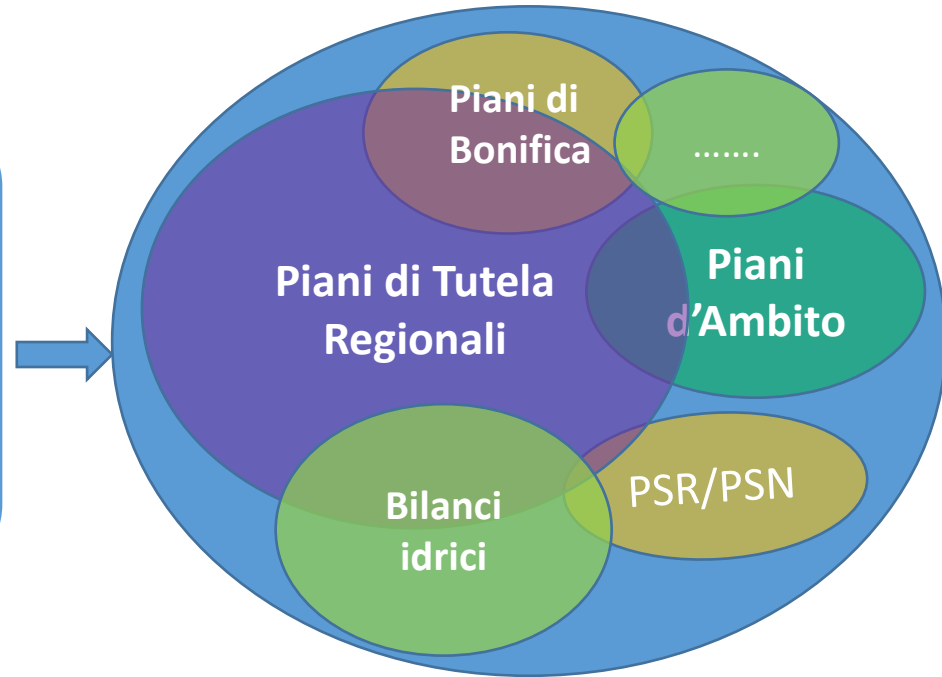 Piani di
Bonifica
.......
Piani di Tutela
Regionali
Piani
d'Ambito
PSR/PSN
Bilanci
idrici